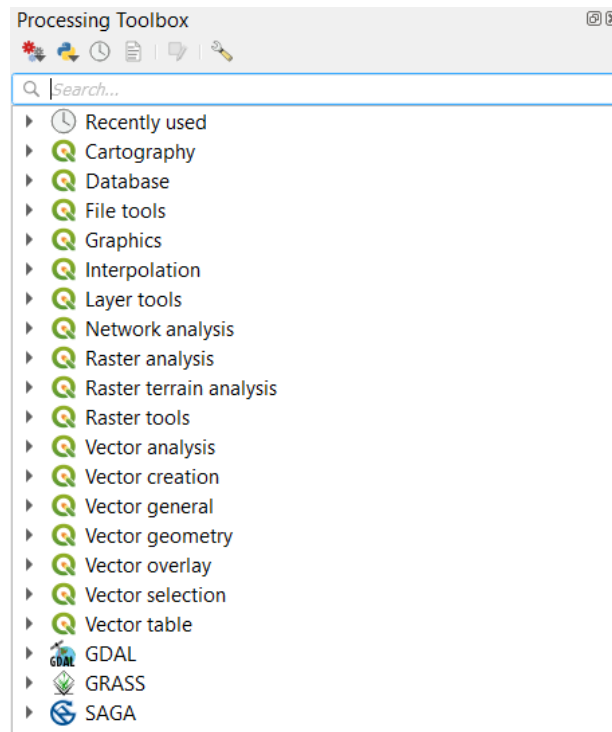 Processing Toolbox
Search...
Recently used
Cartography
Database
File tools
Graphics
Interpolation
Layer tools
Network analysis
Raster analysis
Raster terrain analysis
Raster tools
Vector analysis
Vector creation
Vector general
Vector geometry
Vector overlay
Vector selection
Vector table
GDAL GDAL
GRASS
SAGA